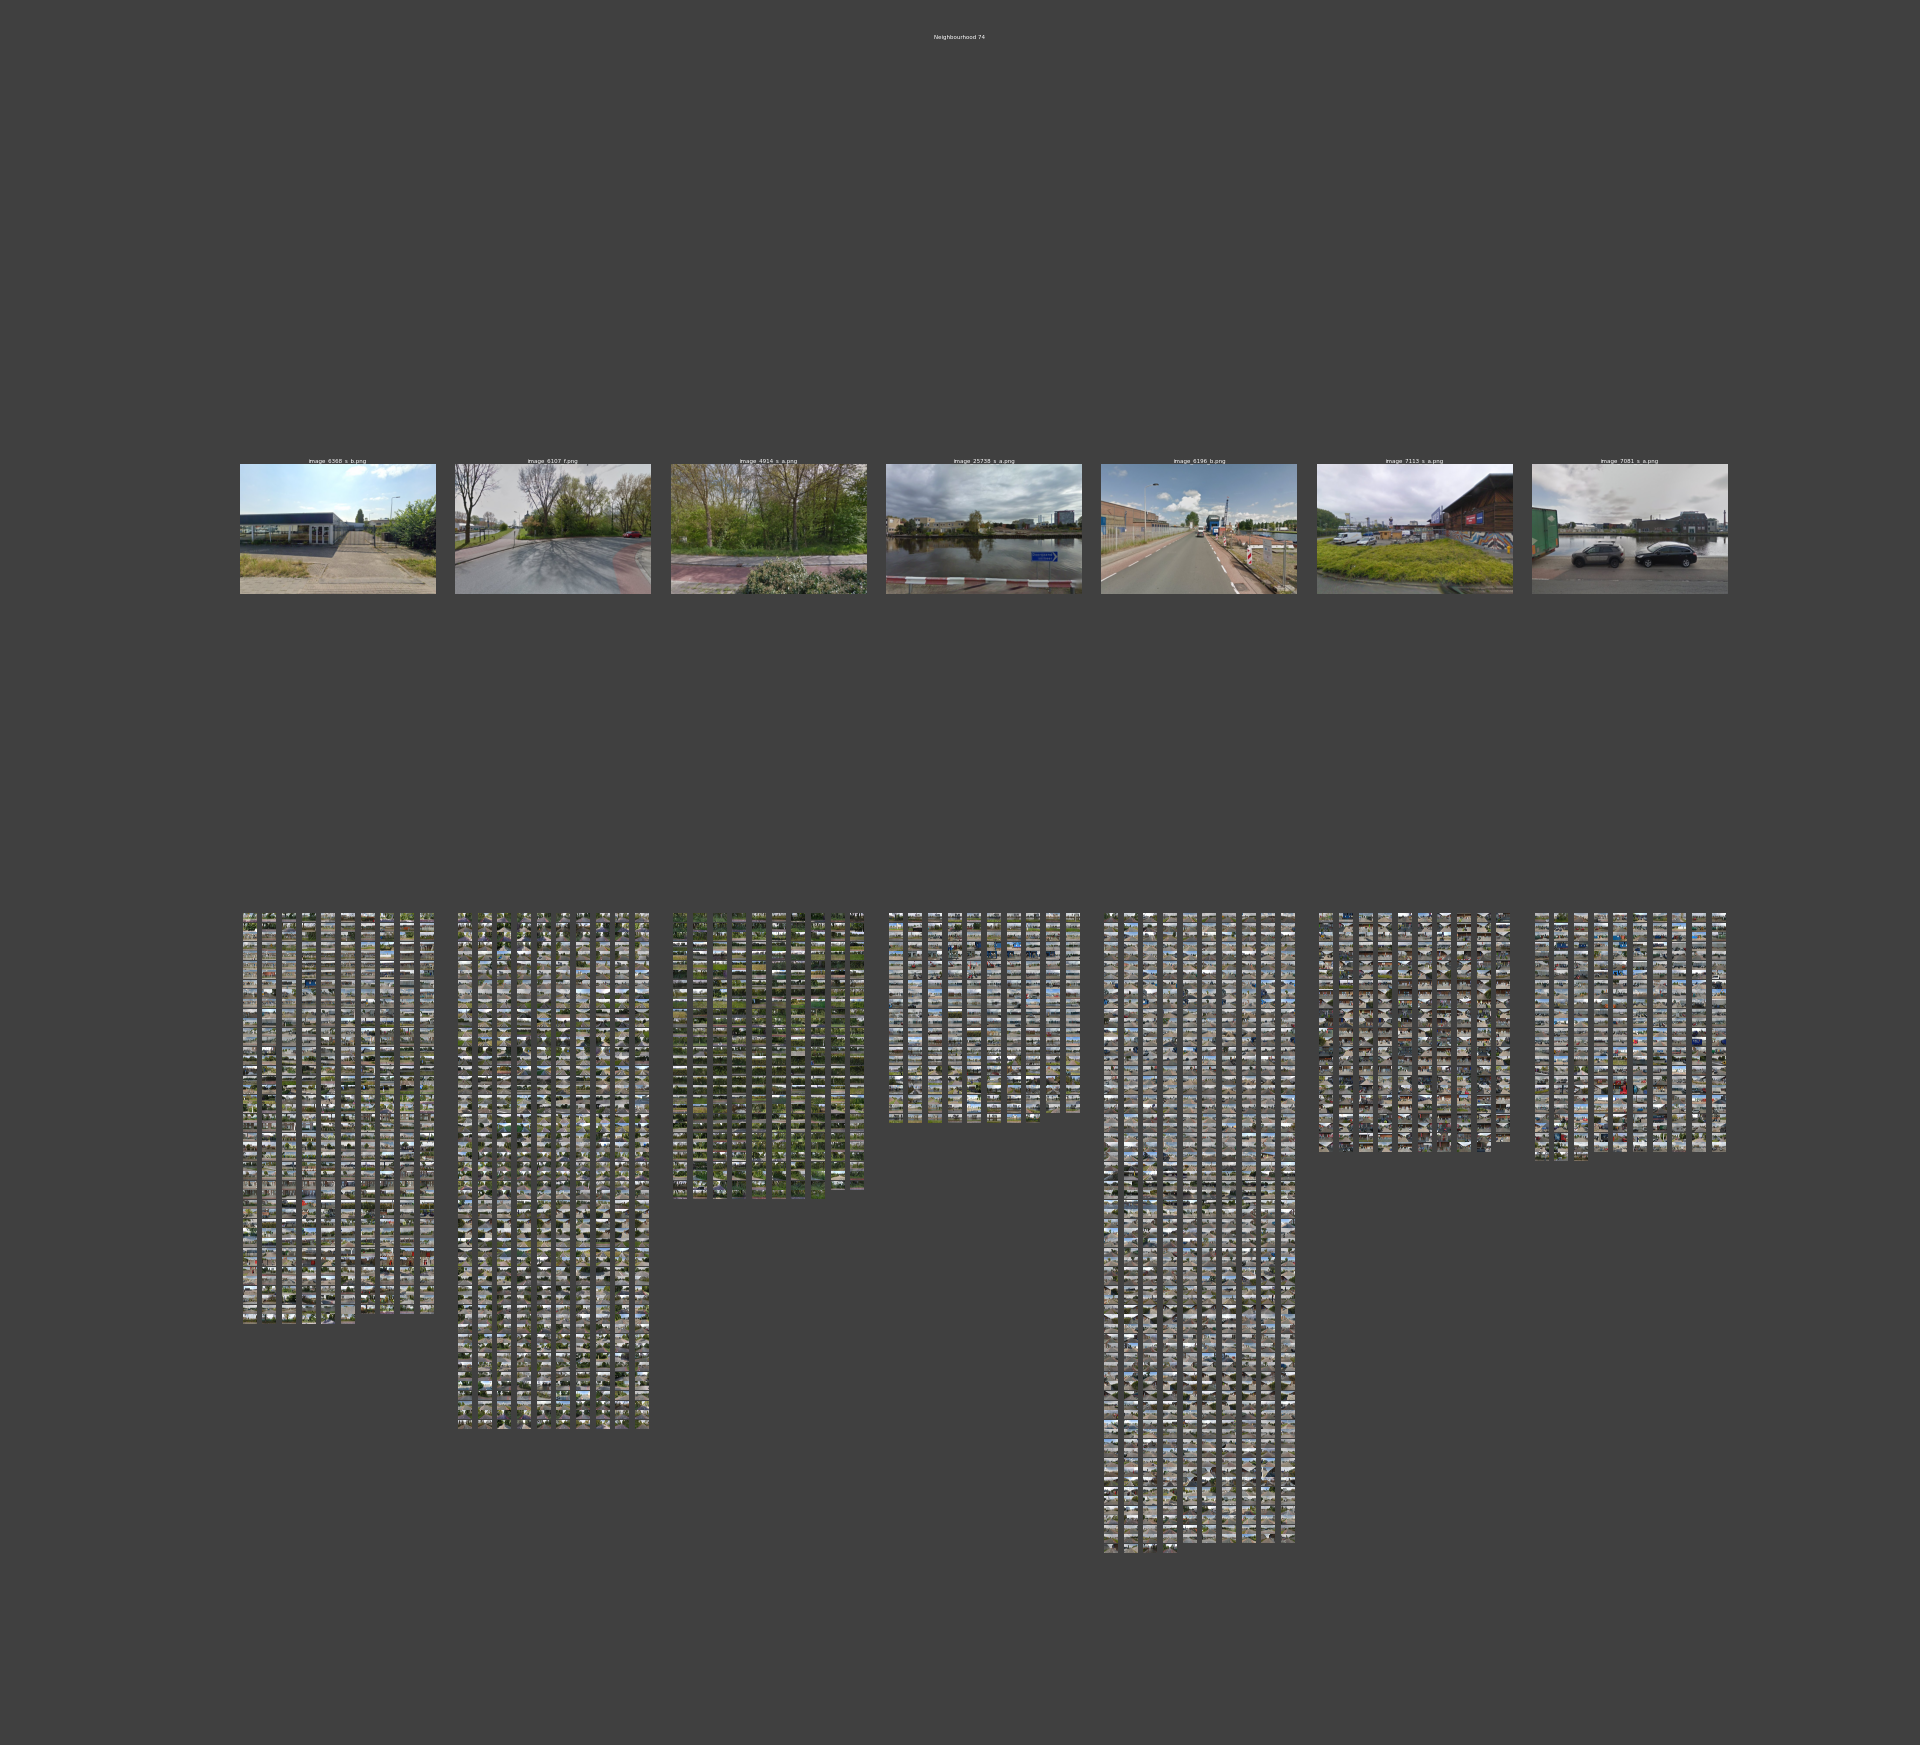 Neighbourhood 74
image_6368_s_b.png
image_6107_f.png
image_4914_s_a.png
image_25738_s_a.png
image_6196_b.png
image_7113_s_a.png
image_7081_s_a.png